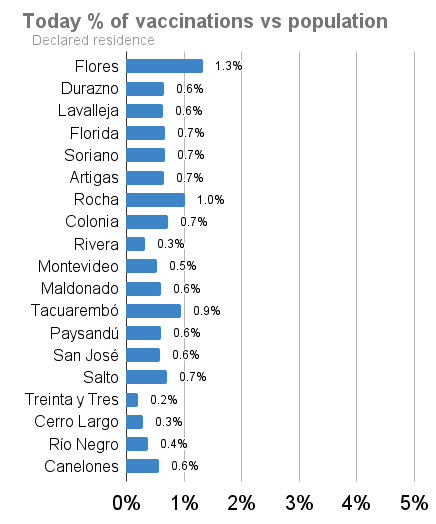 Today % of vaccinations vs population
Declared residence
Flores 1.3%
Durazno 0.6%
Lavalleja 0.6%
Florida 0.7%
Soriano 0.7%
Artigas 0.7%
Rocha 1.0%
Colonia 0.7%
Rivera 0.3%
Montevideo 0.5%
Maldonado 0.6%
Tacuarembó 0.9%
Paysandú 0.6%
San José 0.6%
Salto 0.7%
Treinta y Tres 0.2%
Cerro Largo 0.3%
Río Negro 0.4%
Canelones 0.6%
0% 1% 2% 3% 4% 5%